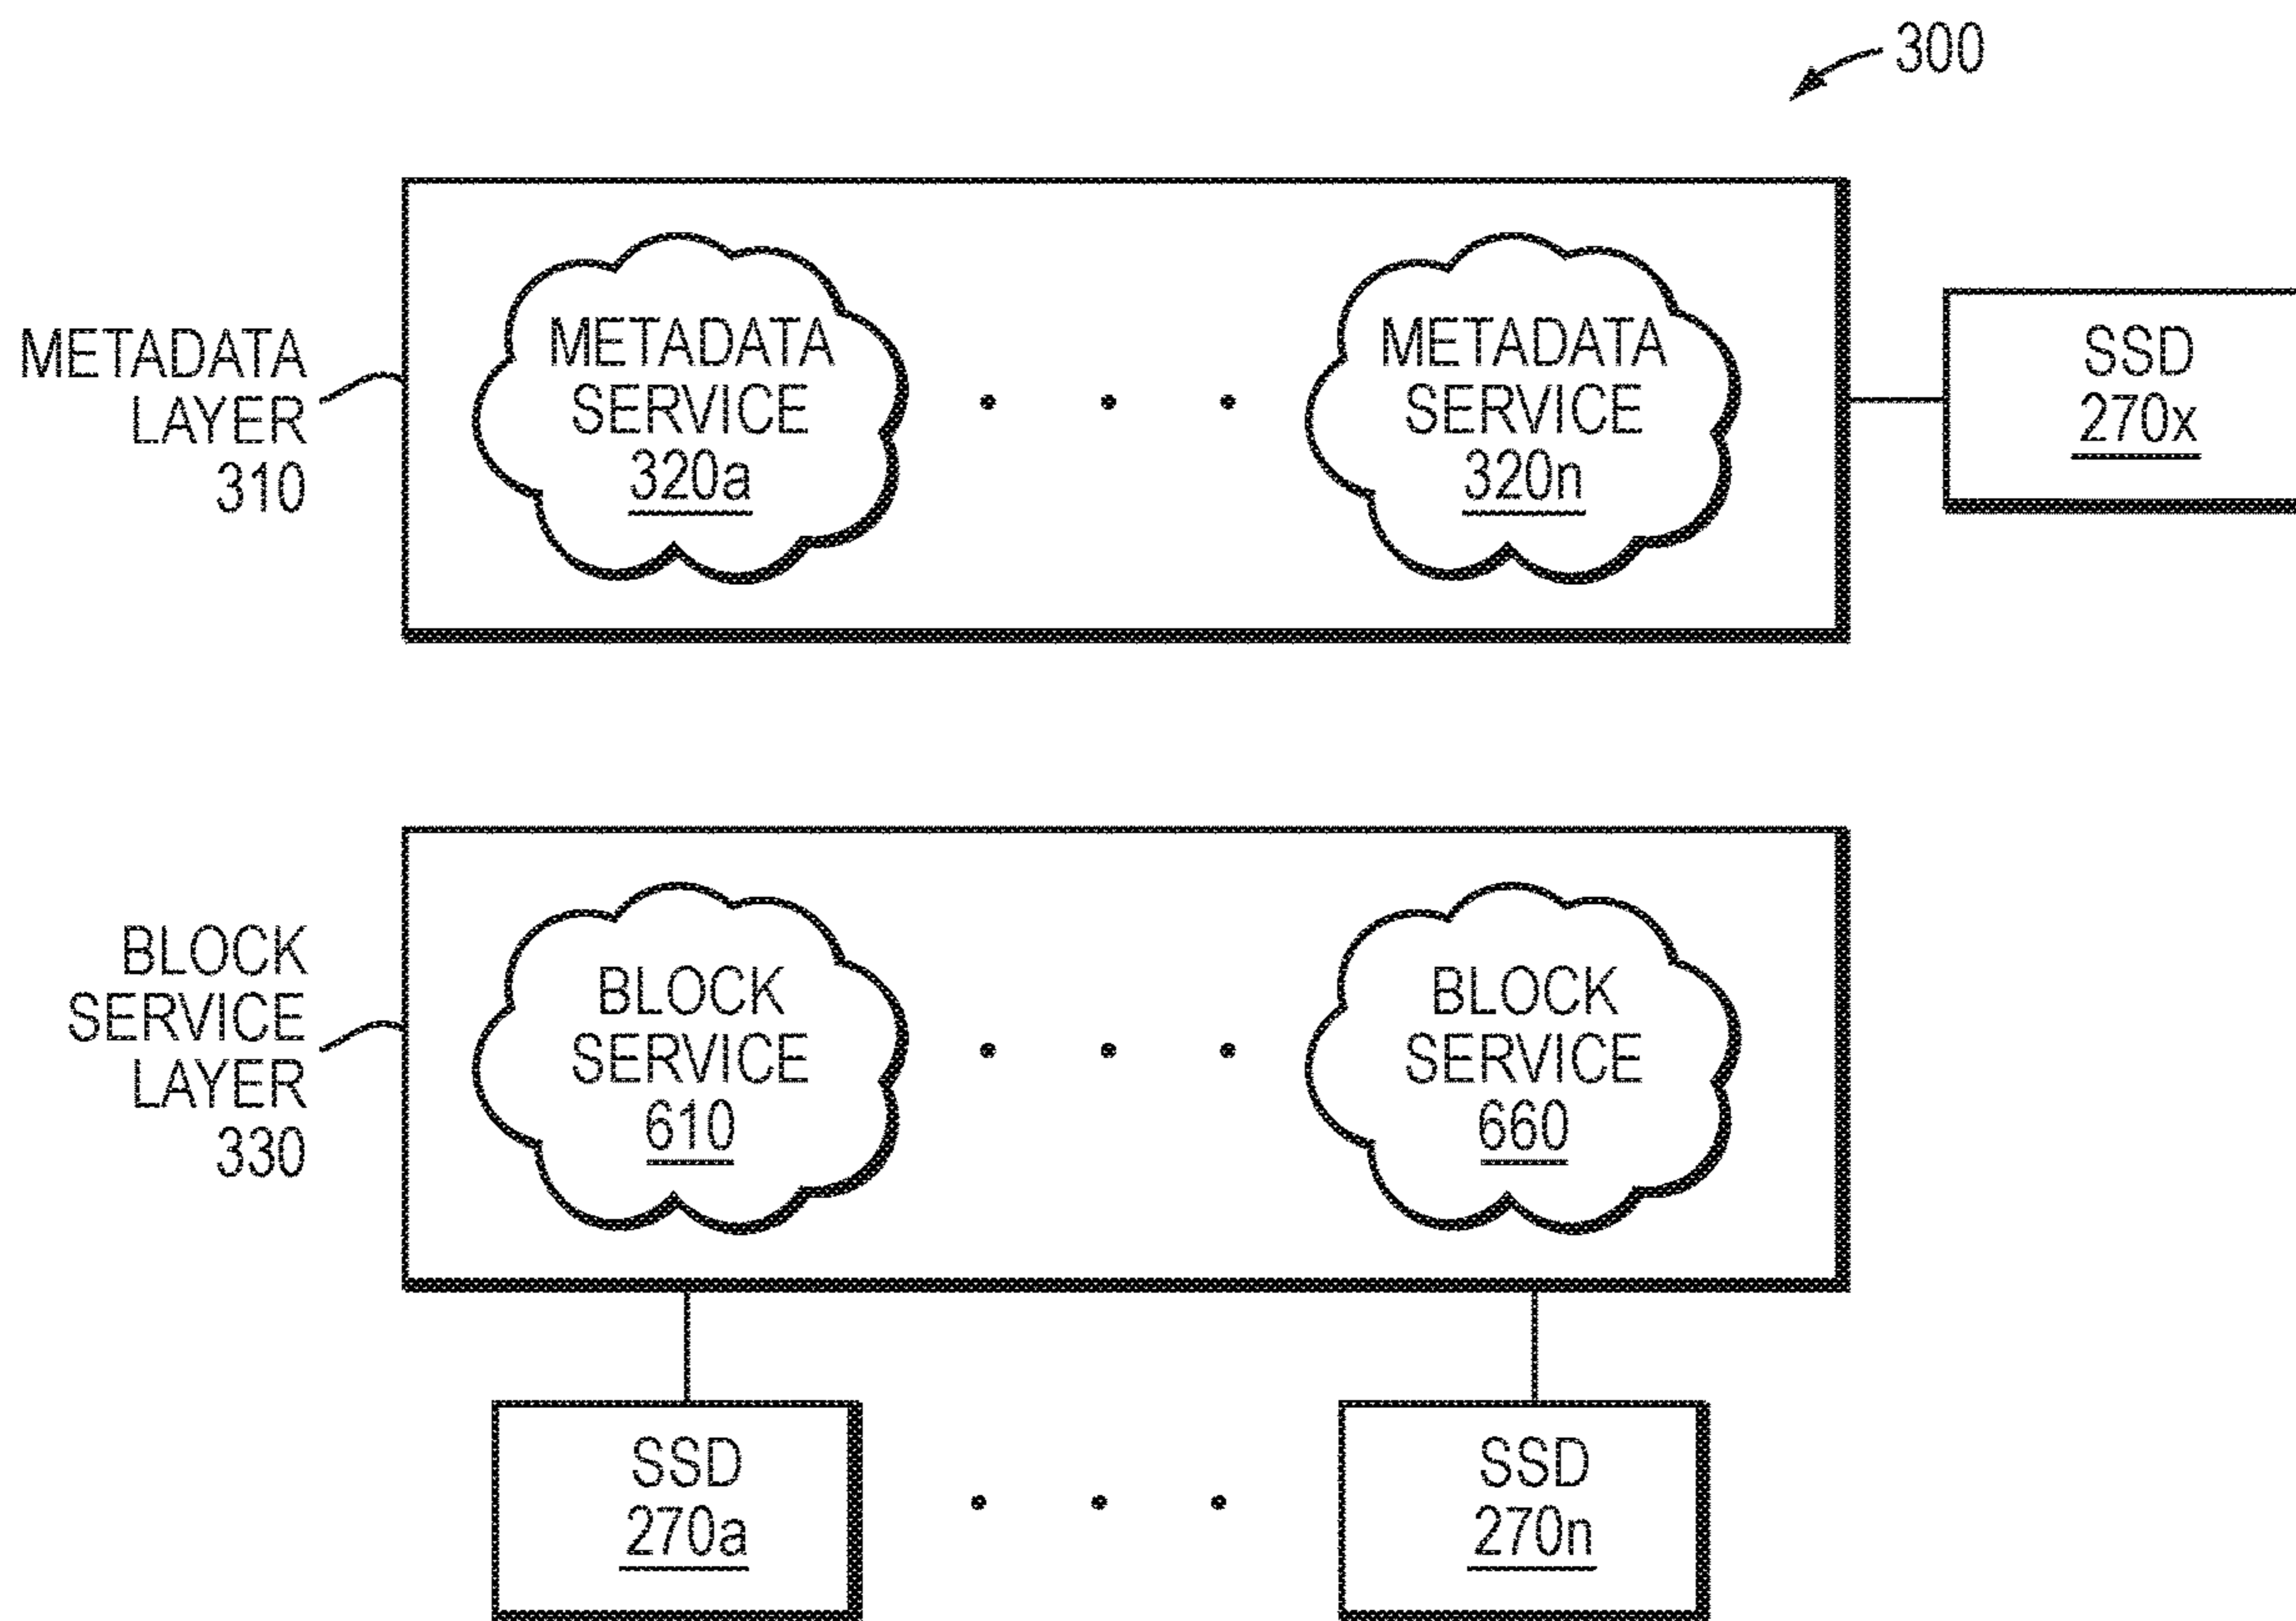 300
METADATA
LAYER
310
METADATA
SERVICE
320a
METADATA
SERVICE
320n
SSD
270x
BLOCK
SERVICE
LAYER
330
BLOCK
SERVICE
610
BLOCK
SERVICE
660
SSD
270a
SSD
270n